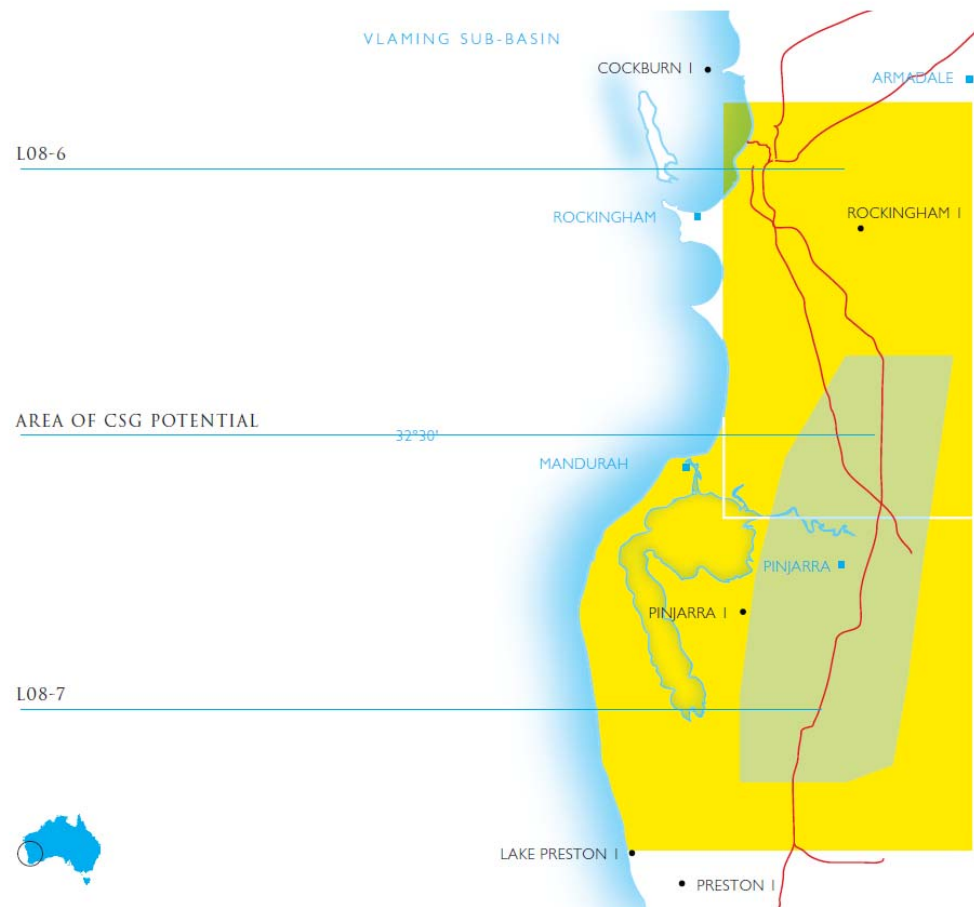 VLAMING SUB-BASIN
COCKBURN 1
ARMADALE
L08-6
ROCKINGHAM
ROCKINGHAM 1
AREA OF CSG POTENTIAL
32°30'
MANDURAH
PINJARRA
PINJARRA 1
L08-7
LAKE PRESTON 1
PRESTON 1